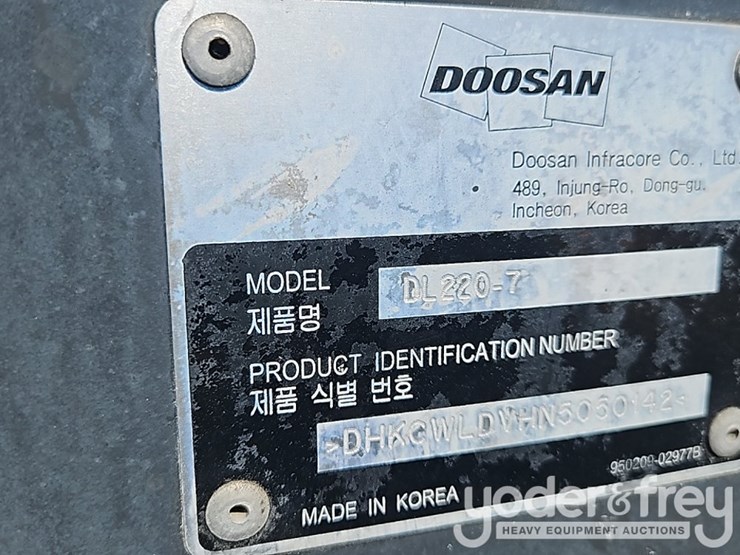 DOOSAN
Doosan Infracore Co., Ltd.
489, Injung-Ro, Dong-gu,
Incheon, Korea
MODEL DL220-7
제품명
PRODUCT IDENTIFICATION NUMBER
제품 식별 번호
>DHKCWLDVHN5060142<
950209-02977B
MADE IN KOREA
yoder&frey
HEAVY EQUIPMENT AUCTIONS